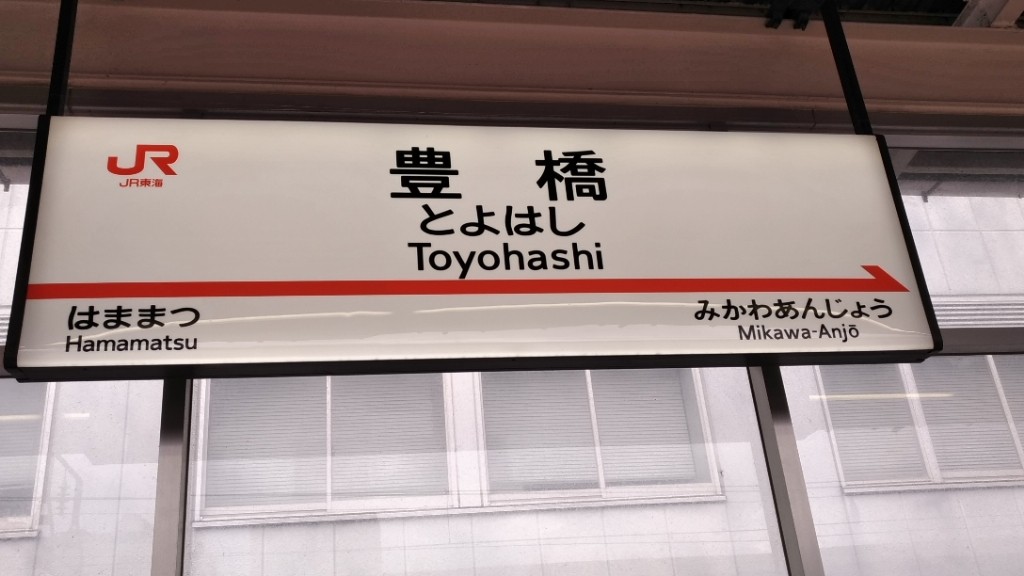 JR
JR東海
豊橋
とよはし
Toyohashi
はままつ
Hamamatsu
みかわあんじょう
Mikawa-Anjō